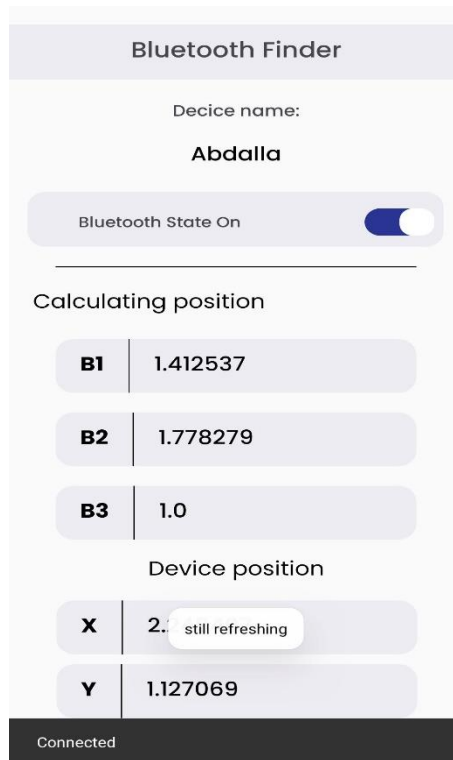 Bluetooth Finder
Decice name:
Abdalla
Bluetooth State On
Calculating position
B1 1.412537
B2 1.778279
B3 1.0
Device position
X 2.
still refreshing
Y 1.127069
Connected